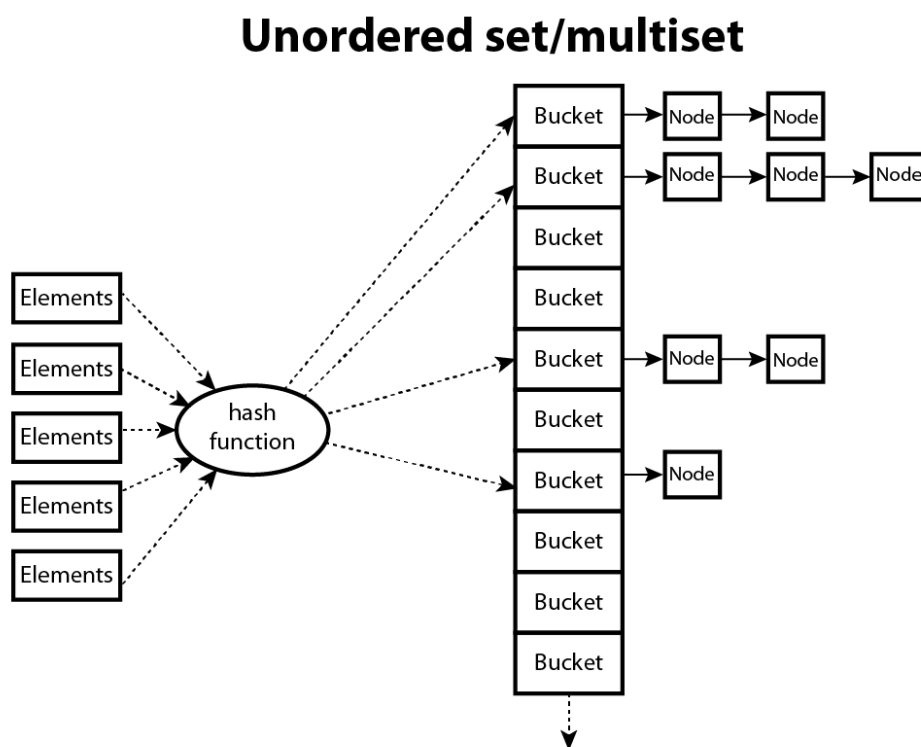 Unordered set/multiset
Bucket Node Node
Bucket Node Node Node
Bucket
Bucket
Bucket Node Node
Bucket
Bucket Node
Bucket
Bucket
Bucket
Elements
Elements
Elements
Elements
Elements
hash
function